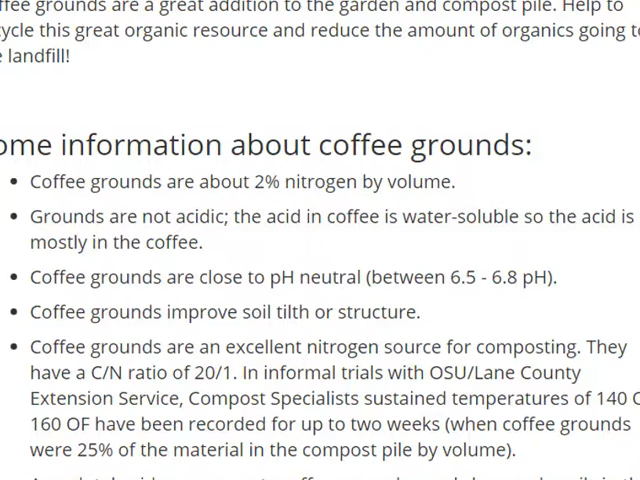 ffee grounds are a great addition to the garden and compost pile. Help to
ycle this great organic resource and reduce the amount of organics going t
e landfill!
ome information about coffee grounds:
• Coffee grounds are about 2% nitrogen by volume.
• Grounds are not acidic; the acid in coffee is water-soluble so the acid is
mostly in the coffee.
• Coffee grounds are close to pH neutral (between 6.5 - 6.8 pH).
• Coffee grounds improve soil tilth or structure.
• Coffee grounds are an excellent nitrogen source for composting. They
have a C/N ratio of 20/1. In informal trials with OSU/Lane County
Extension Service, Compost Specialists sustained temperatures of 140 O
160 OF have been recorded for up to two weeks (when coffee grounds
were 25% of the material in the compost pile by volume).